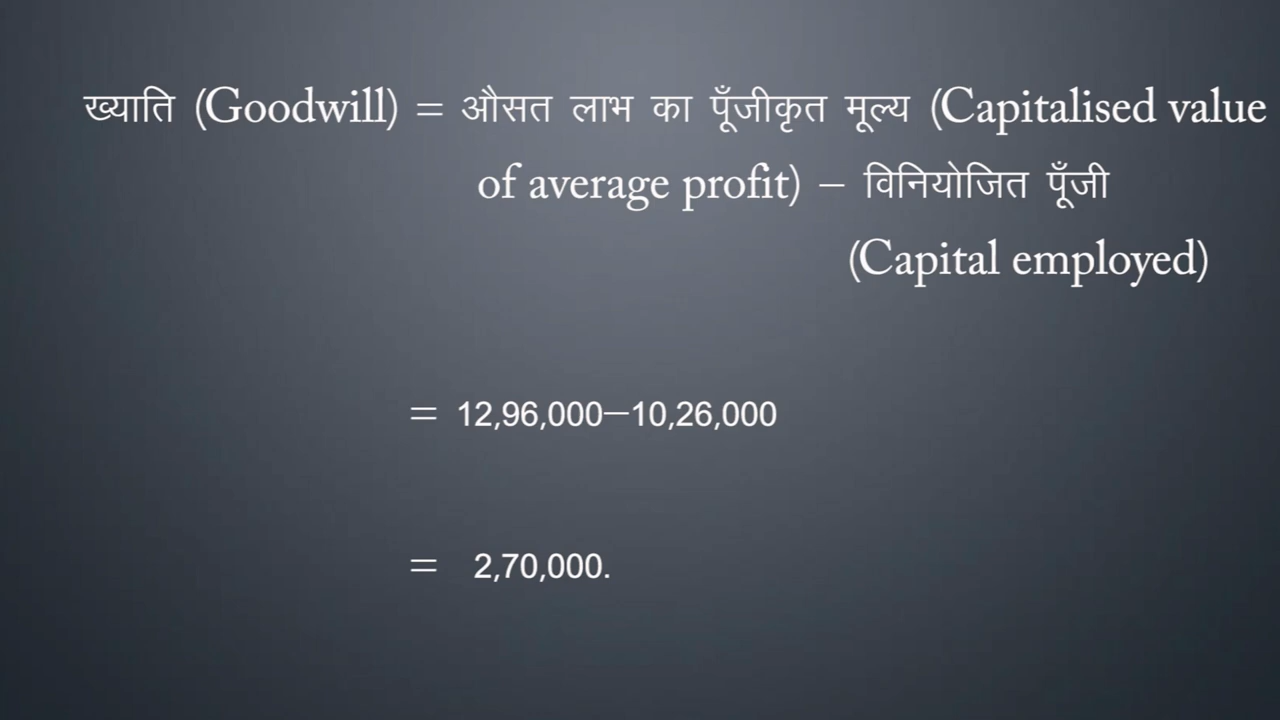 ख्याति (Goodwill) = औसत लाभ का पूँजीकृत मूल्य (Capitalised value
of average profit) – विनियोजित पूँजी
(Capital employed)
= 12,96,000–10,26,000
= 2,70,000.